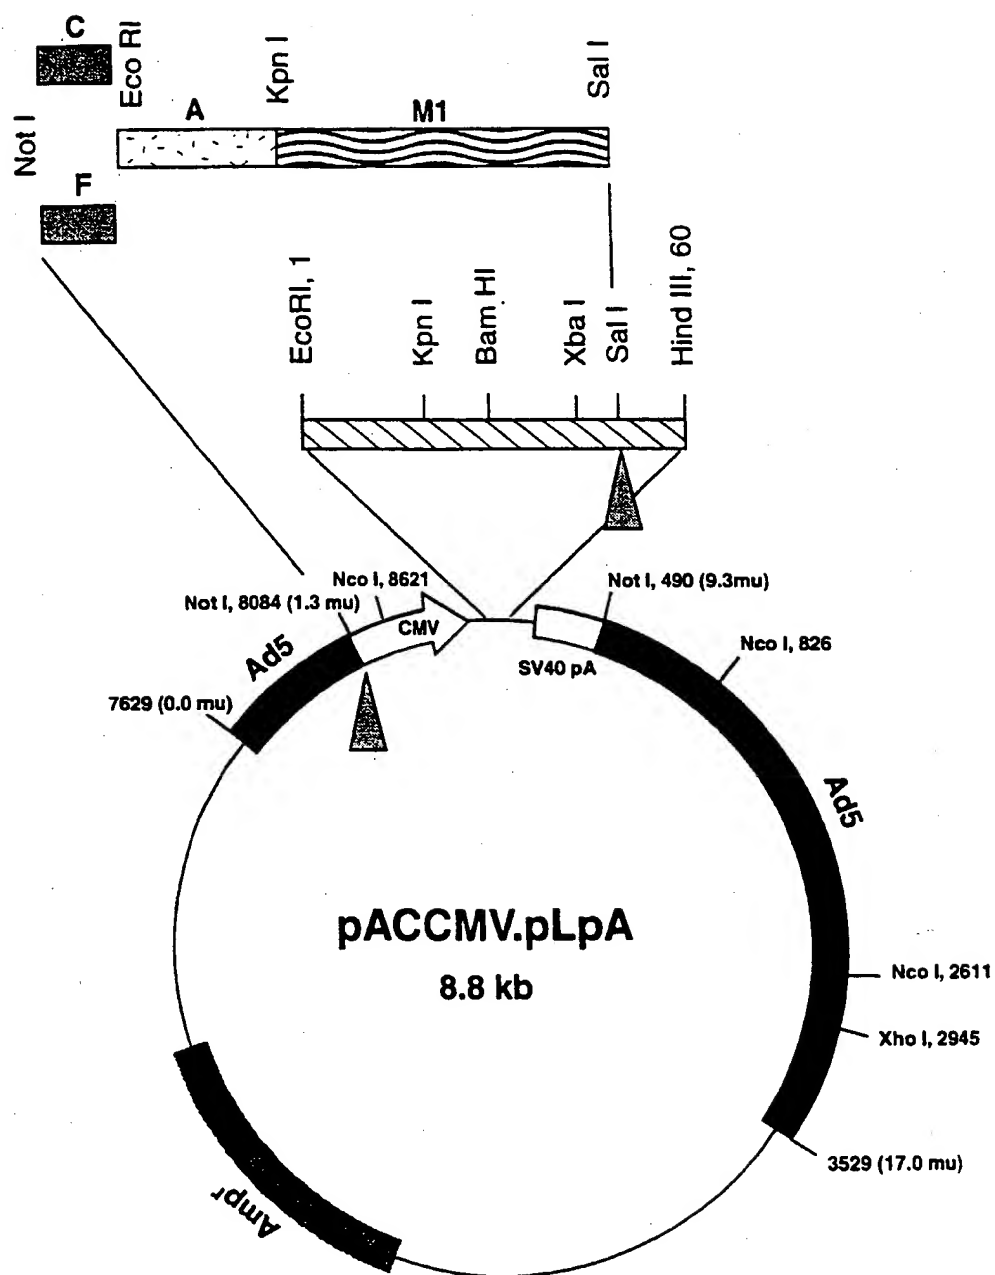 C
Eco RI
Kpn I
Sal I
A
M1
Not I
F
EcoRI, 1
Kpn I
Bam HI
Xba I
Sal I
Hind III, 60
Nco I, 8621
Not I, 8084 (1.3 mu)
CMV
Not I, 490 (9.3mu)
Ad5
SV40 pA
Nco I, 826
7629 (0.0 mu)
Ad5
pACCMV.pLpA
8.8 kb
Nco I, 2611
Xho I, 2945
3529 (17.0 mu)
Ampʳ